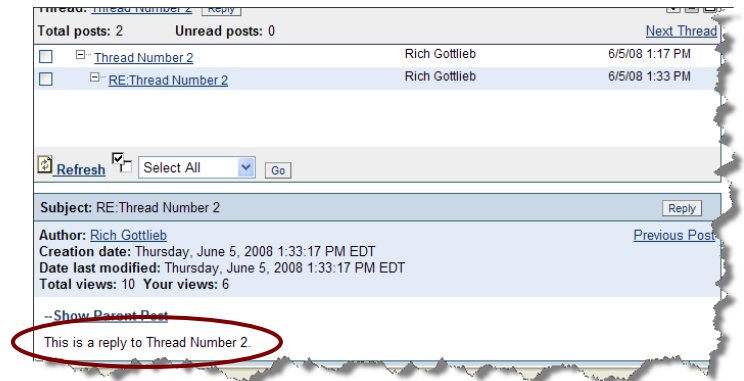 Thread: Thread Number 2 Reply
Total posts: 2 Unread posts: 0 Next Thread
Thread Number 2 Rich Gottlieb 6/5/08 1:17 PM
RE:Thread Number 2 Rich Gottlieb 6/5/08 1:33 PM
Refresh Select All Go
Subject: RE:Thread Number 2 Reply
Author: Rich Gottlieb Previous Post
Creation date: Thursday, June 5, 2008 1:33:17 PM EDT
Date last modified: Thursday, June 5, 2008 1:33:17 PM EDT
Total views: 10 Your views: 6
--Show Parent Post
This is a reply to Thread Number 2.